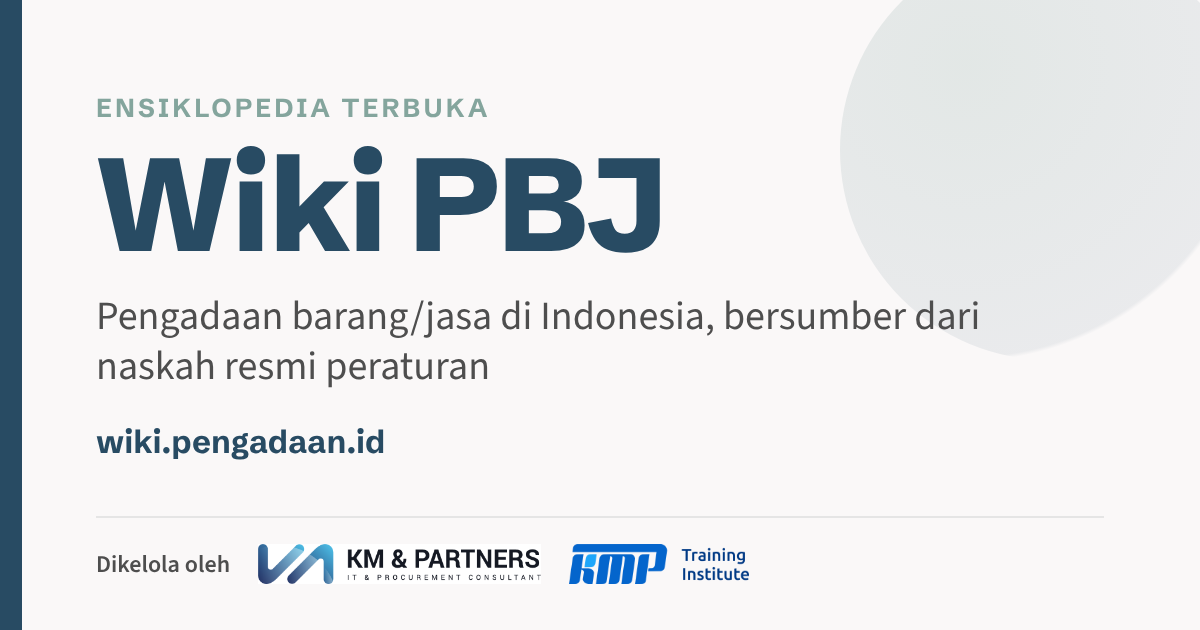 ENSIKLOPEDIA TERBUKA
Wiki PBJ
Pengadaan barang/jasa di Indonesia, bersumber dari
naskah resmi peraturan
wiki.pengadaan.id
Dikelola oleh
KM & PARTNERS
IT & PROCUREMENT CONSULTANT
KMP
Training
Institute